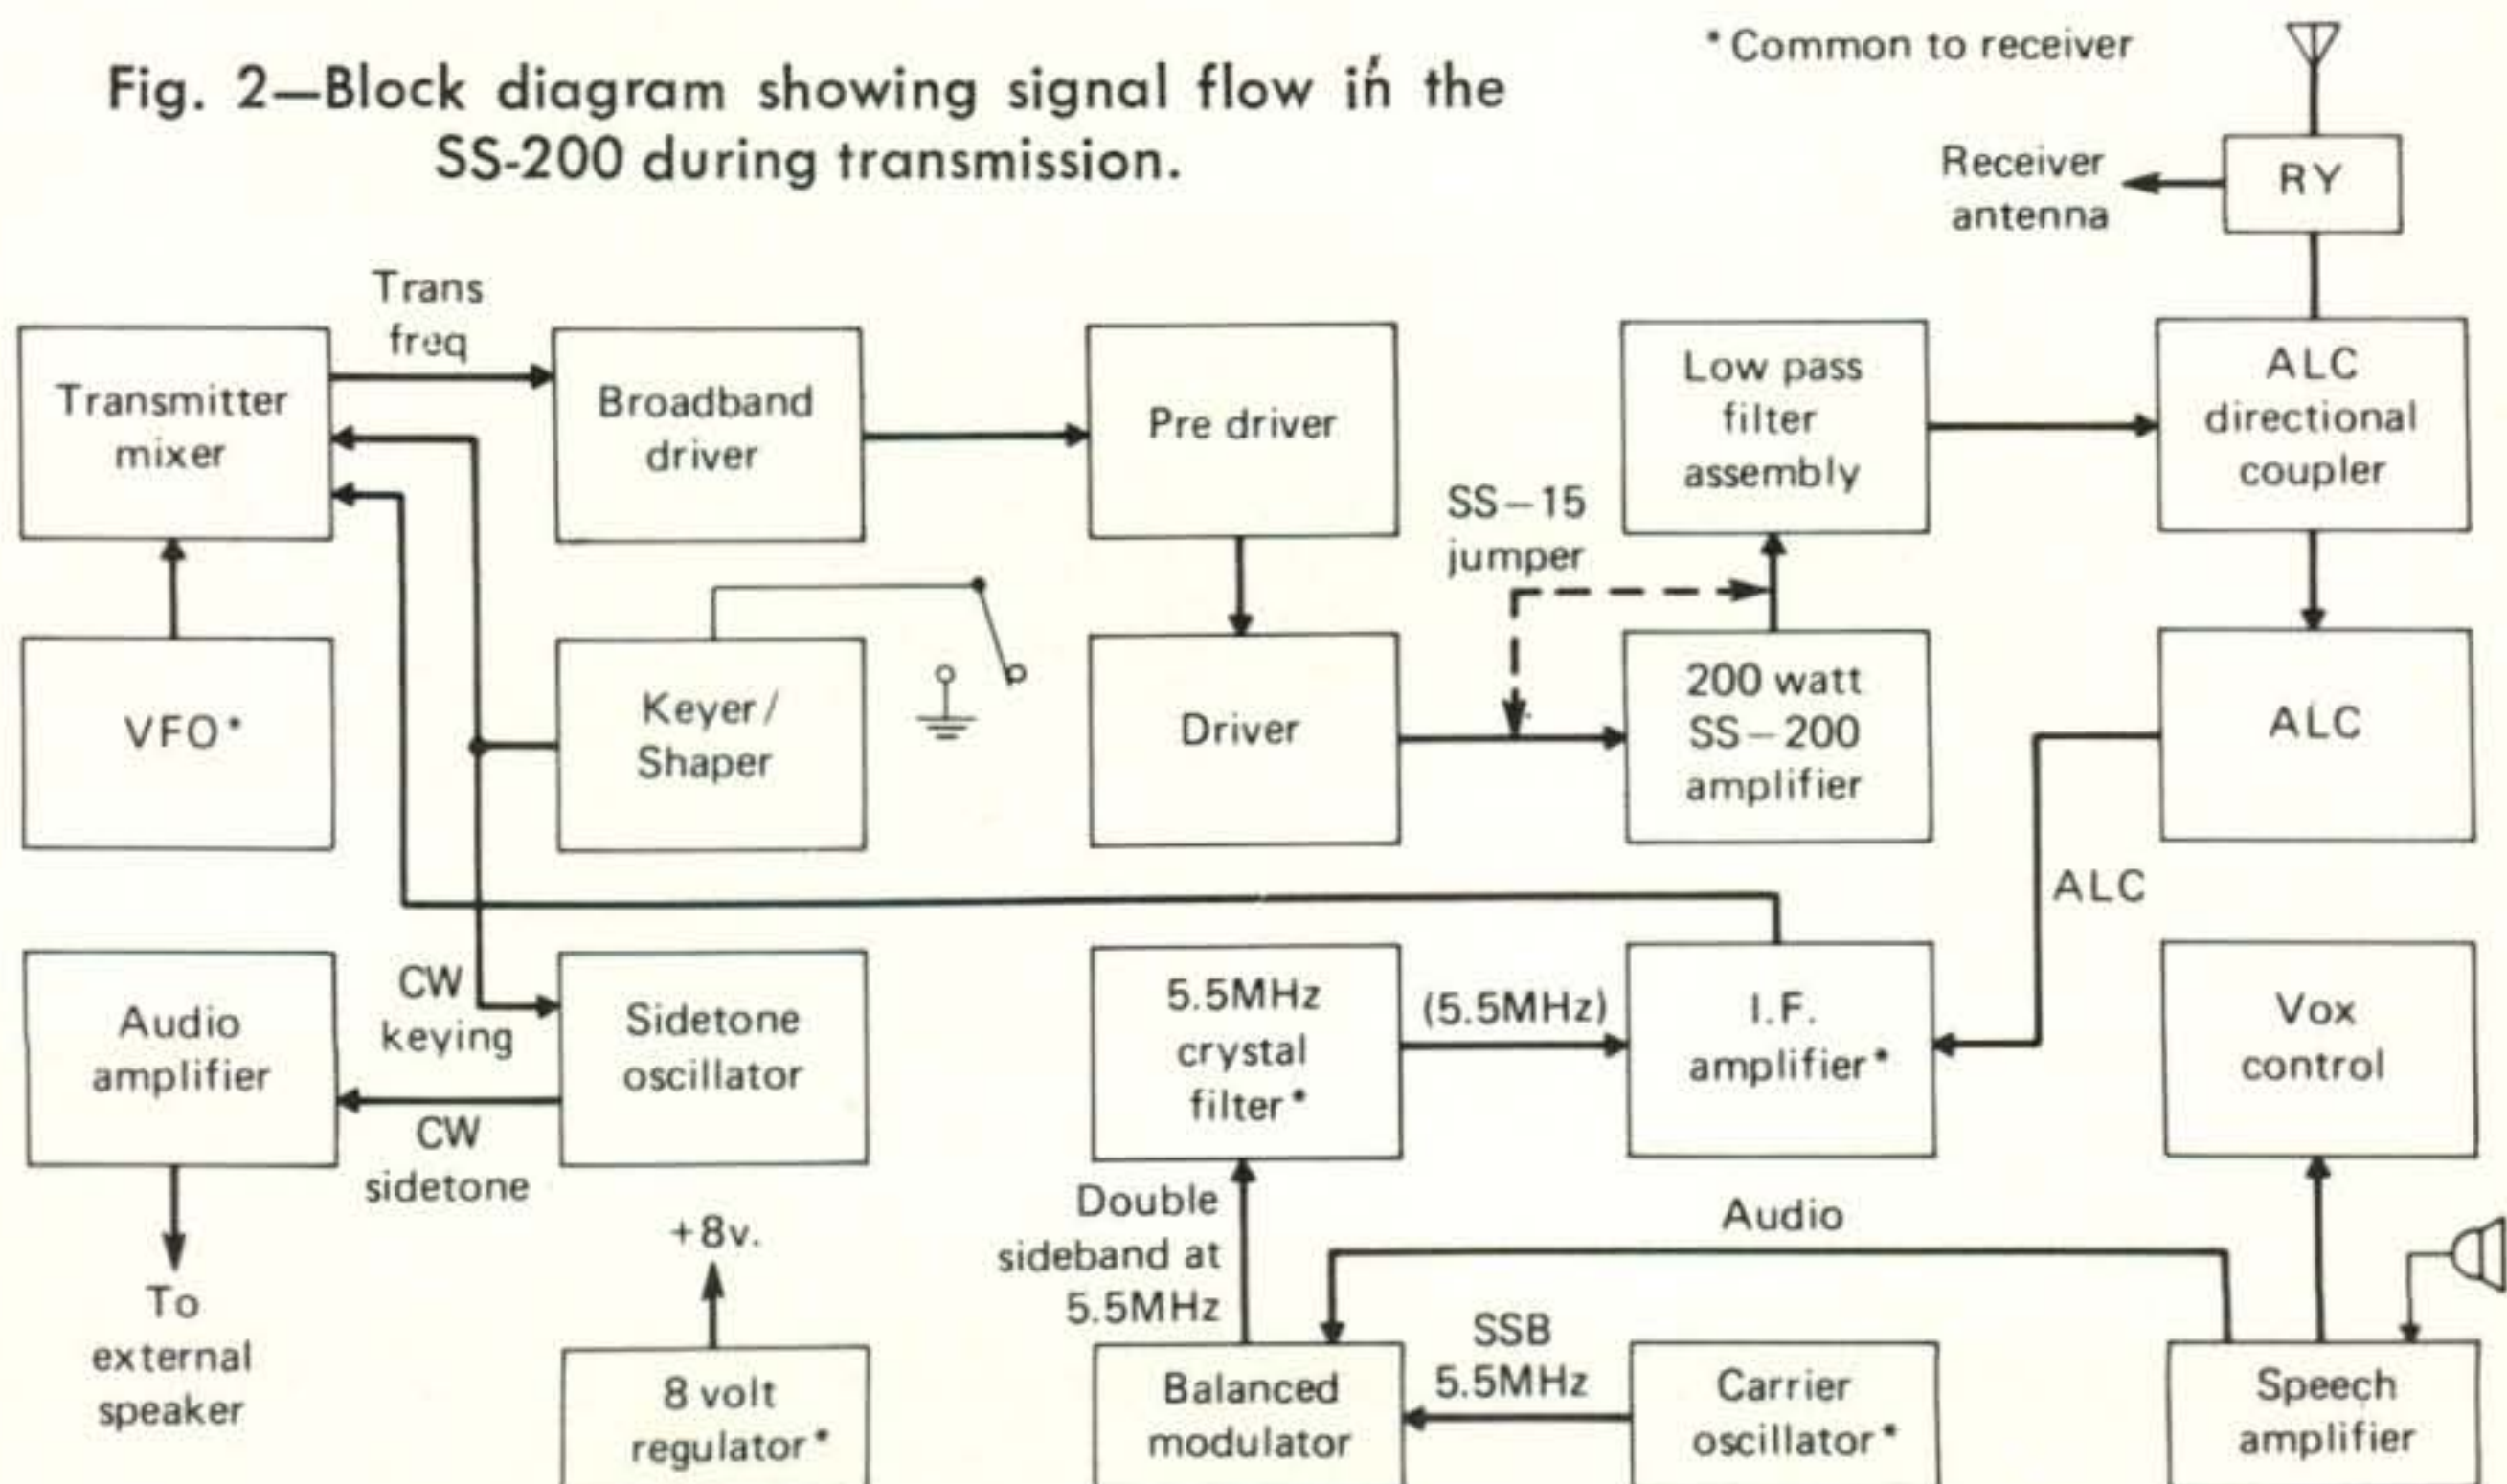 Fig. 2—Block diagram showing signal flow in the
SS-200 during transmission.
* Common to receiver
Receiver
antenna
RY
Trans
freq
Transmitter
mixer
Broadband
driver
Pre driver
Low pass
filter
assembly
ALC
directional
coupler
SS–15
jumper
VFO*
Keyer/
Shaper
Driver
200 watt
SS–200
amplifier
ALC
ALC
Audio
amplifier
CW
keying
Sidetone
oscillator
5.5MHz
crystal
filter*
(5.5MHz)
I.F.
amplifier*
Vox
control
CW
sidetone
To
external
speaker
+8v.
8 volt
regulator*
Double
sideband at
5.5MHz
Audio
Balanced
modulator
SSB
5.5MHz
Carrier
oscillator*
Speech
amplifier